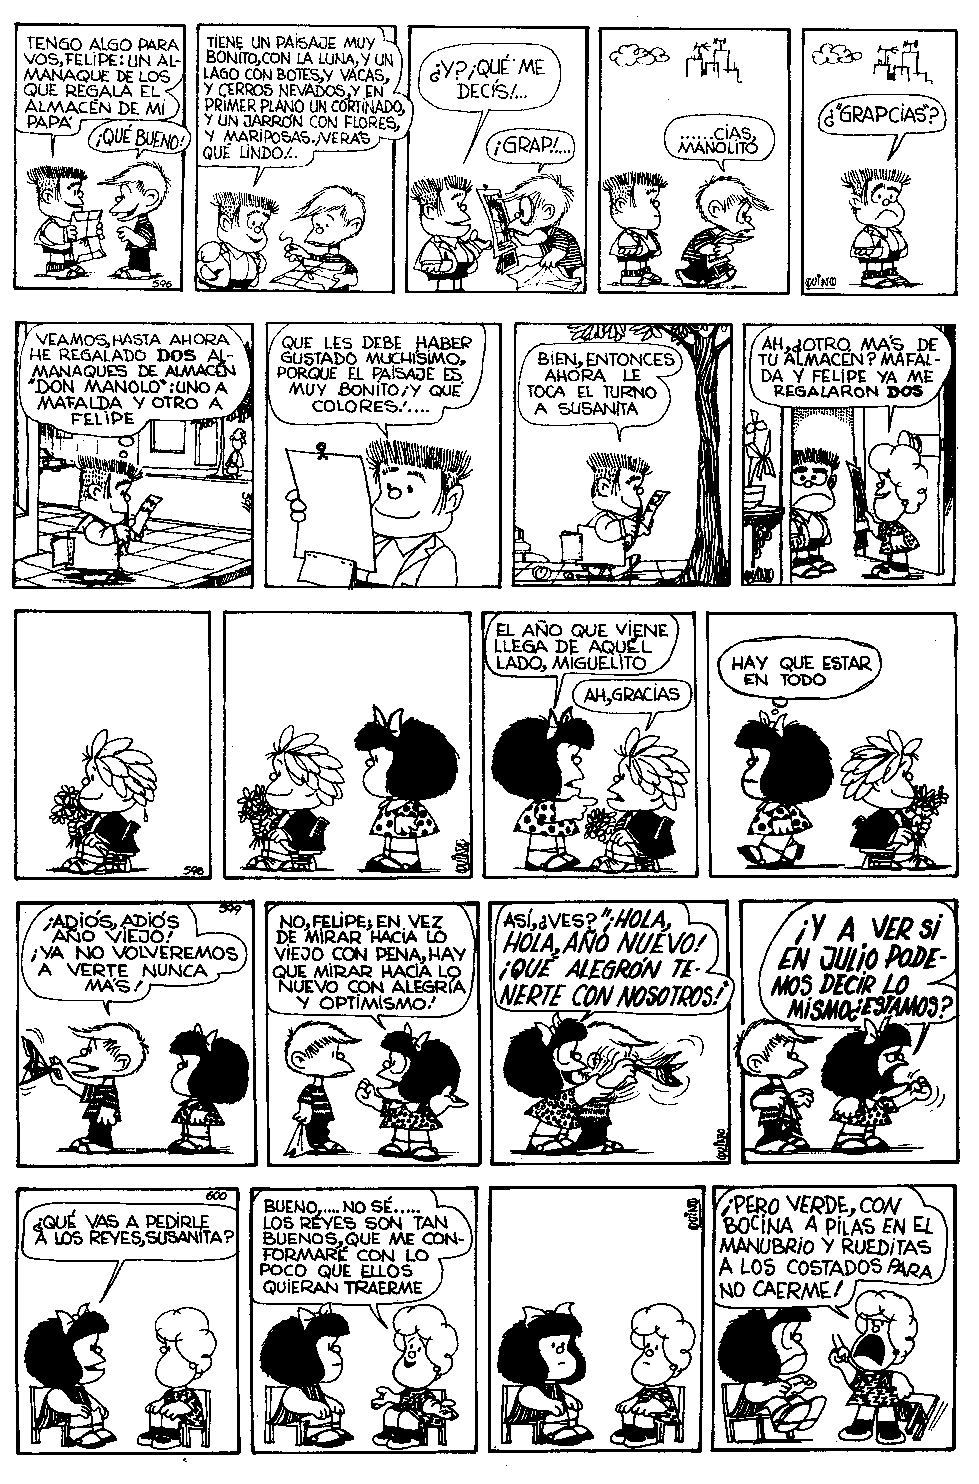 TENGO ALGO PARA
VOS, FELIPE: UN AL-
MANAQUE DE LOS
QUE REGALA EL
ALMACÉN DE MI
PAPÁ
¡QUÉ BUENO!
596
TIENE UN PAISAJE MUY
BONITO, CON LA LUNA, Y UN
LAGO CON BOTES, Y VACAS,
Y CERROS NEVADOS, Y EN
PRIMER PLANO UN CORTINADO,
Y UN JARRÓN CON FLORES,
Y MARIPOSAS. ¡VERÁS
QUÉ LINDO!..
¿Y? ¡QUÉ ME
DECÍS!...
¡GRAP!...
......CIAS,
MANOLITO
¿"GRAPCIAS"?
QUINO
VEAMOS, HASTA AHORA
HE REGALADO DOS AL-
MANAQUES DE ALMACÉN
"DON MANOLO": UNO A
MAFALDA Y OTRO A
FELIPE
QUE LES DEBE HABER
GUSTADO MUCHÍSIMO,
PORQUE EL PAISAJE ES
MUY BONITO ¡Y QUÉ
COLORES!....
BIEN, ENTONCES
AHORA LE
TOCA EL TURNO
A SUSANITA
AH, ¿OTRO MÁS DE
TU ALMACÉN? MAFAL-
DA Y FELIPE YA ME
REGALARON DOS
QUINO
598
QUINO
EL AÑO QUE VIENE
LLEGA DE AQUEL
LADO, MIGUELITO
AH, GRACIAS
HAY QUE ESTAR
EN TODO
599
¡ADIÓS, ADIÓS
AÑO VIEJO!
¡YA NO VOLVEREMOS
A VERTE NUNCA
MÁS!
NO, FELIPE; EN VEZ
DE MIRAR HACIA LO
VIEJO CON PENA, HAY
QUE MIRAR HACIA LO
NUEVO CON ALEGRÍA
Y OPTIMISMO!
ASÍ, ¿VES? "¡HOLA,
HOLA, AÑO NUEVO!
¡QUÉ ALEGRÓN TE-
NERTE CON NOSOTROS!"
QUINO
¡Y A VER SI
EN JULIO PODE-
MOS DECIR LO
MISMO ¿ESTAMOS?
600
¿QUÉ VAS A PEDIRLE
A LOS REYES, SUSANITA?
BUENO,....NO SÉ.....
LOS REYES SON TAN
BUENOS, QUE ME CON-
FORMARÉ CON LO
POCO QUE ELLOS
QUIERAN TRAERME
QUINO
¡PERO VERDE, CON
BOCINA A PILAS EN EL
MANUBRIO Y RUEDITAS
A LOS COSTADOS PARA
NO CAERME!